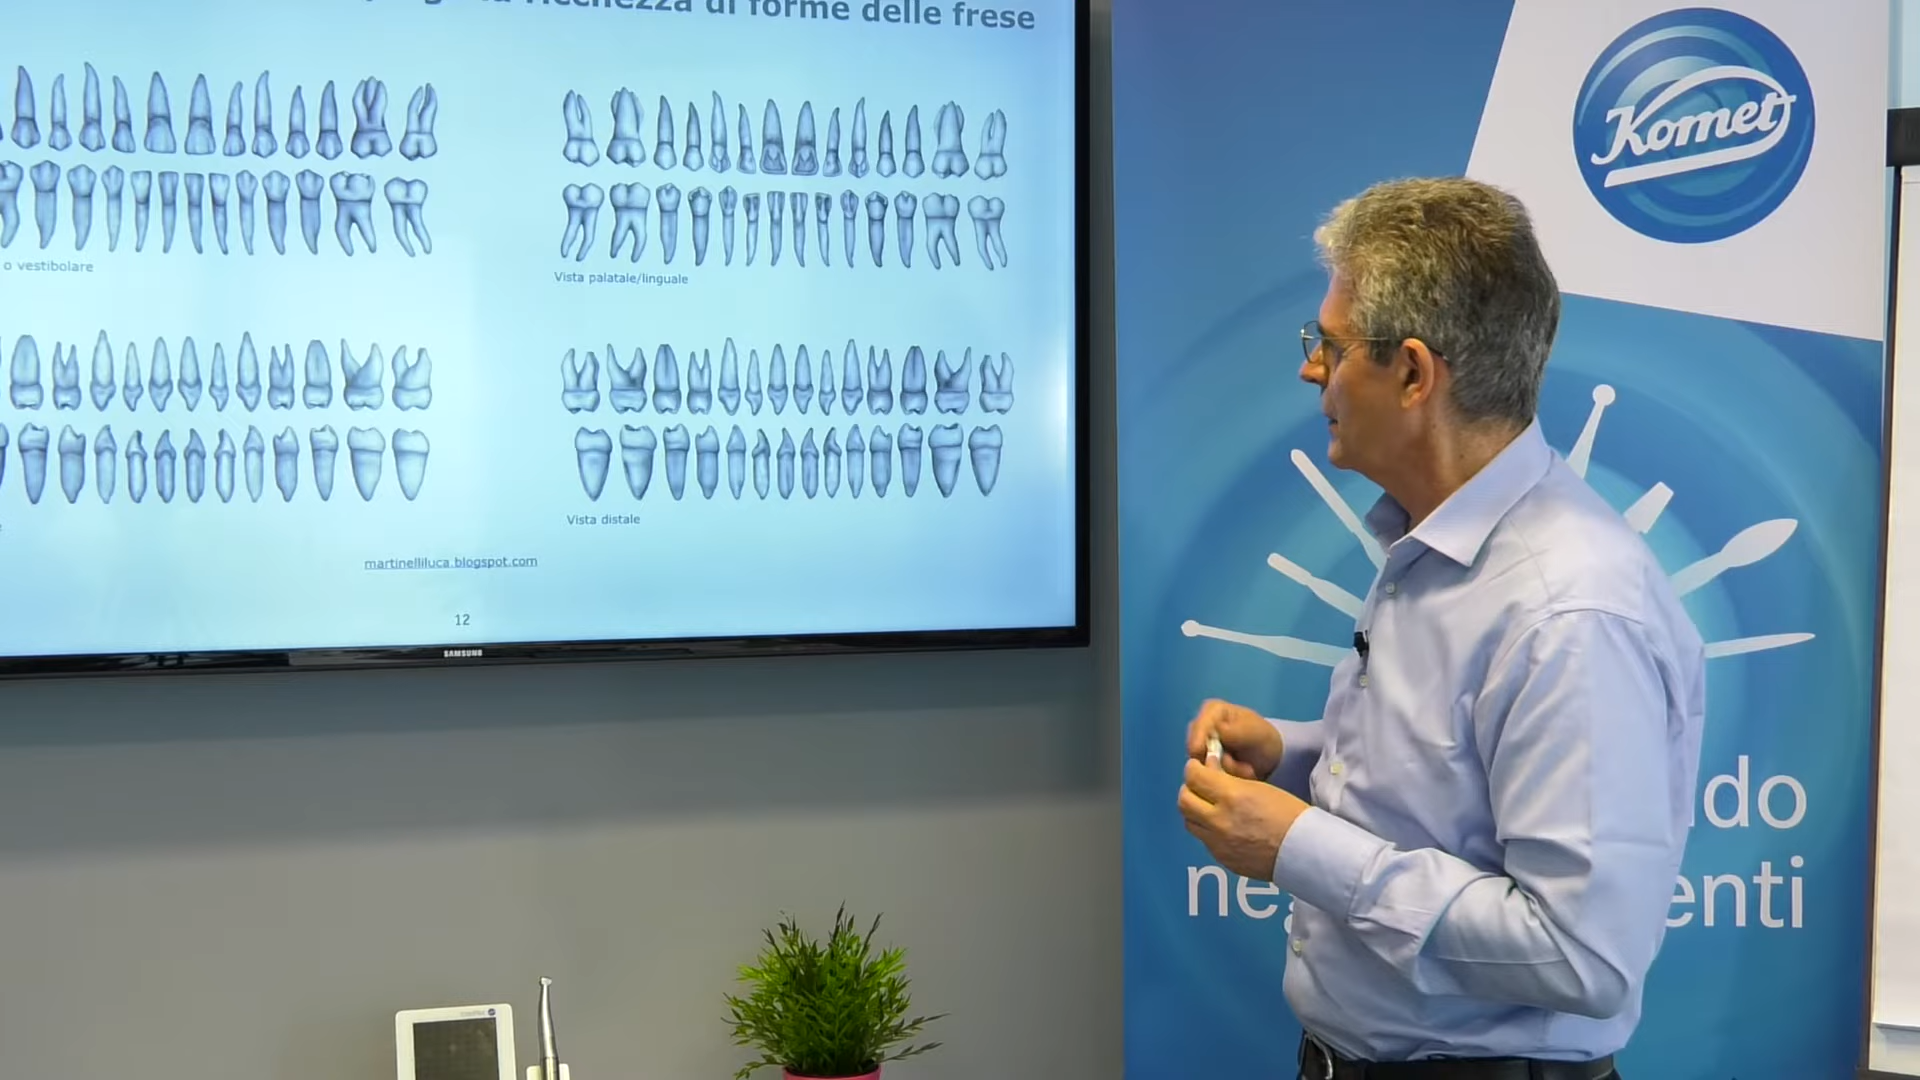 ricchezza di forme delle frese
o vestibolare
Vista palatale/linguale
Vista distale
martinelliluca.blogspot.com
12
SAMSUNG
Komet
do
ne
enti